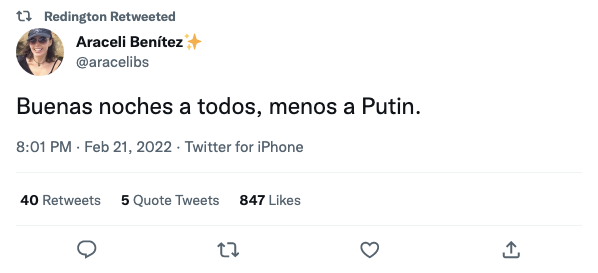 Redington Retweeted
Araceli Benítez✨
@aracelibs
Buenas noches a todos, menos a Putin.
8:01 PM · Feb 21, 2022 · Twitter for iPhone
40 Retweets 5 Quote Tweets 847 Likes